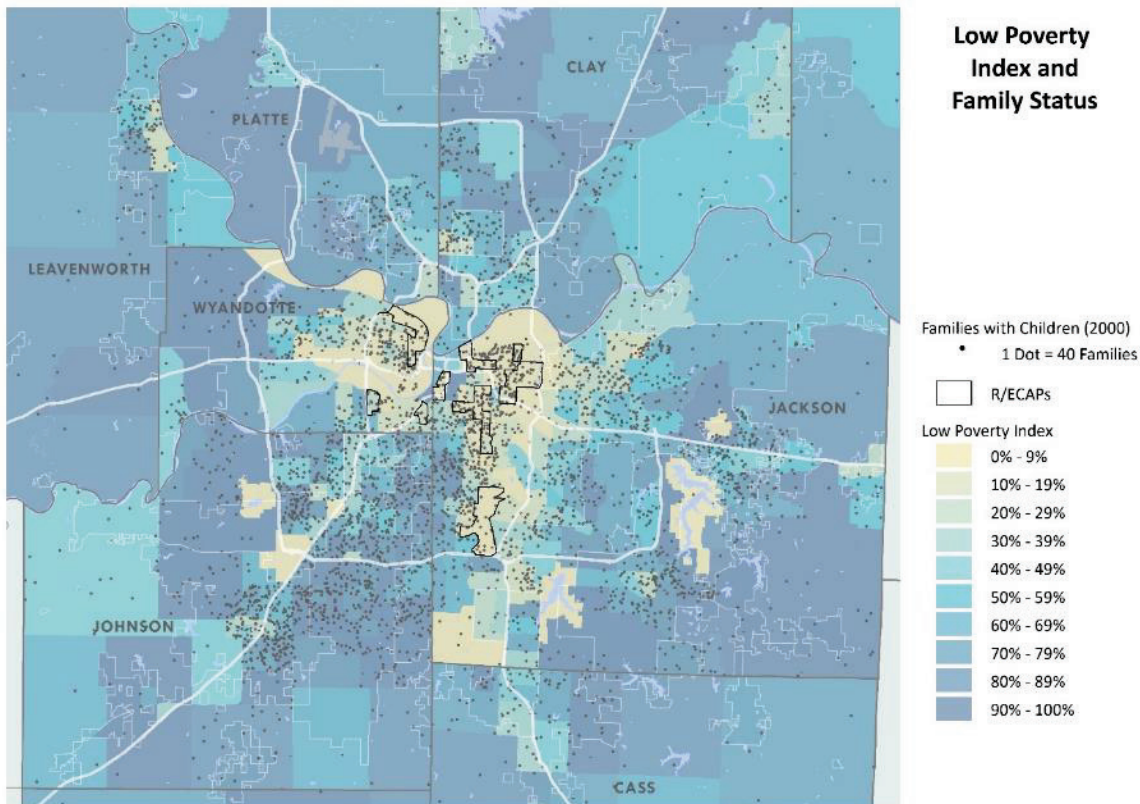 Low Poverty
Index and
Family Status
CLAY
PLATTE
LEAVENWORTH
WYANDOTTE
JACKSON
JOHNSON
CASS
Families with Children (2000)
1 Dot = 40 Families
R/ECAPs
Low Poverty Index
0% - 9%
10% - 19%
20% - 29%
30% - 39%
40% - 49%
50% - 59%
60% - 69%
70% - 79%
80% - 89%
90% - 100%